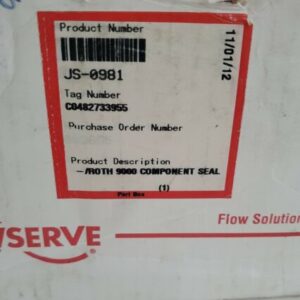 Product Number
11/01/12
JS-0981
Tag Number
C0482733955
Purchase Order Number
Product Description
-/ROTH 9000 COMPONENT SEAL
(1)
Part Box
Flow Solution
SERVE